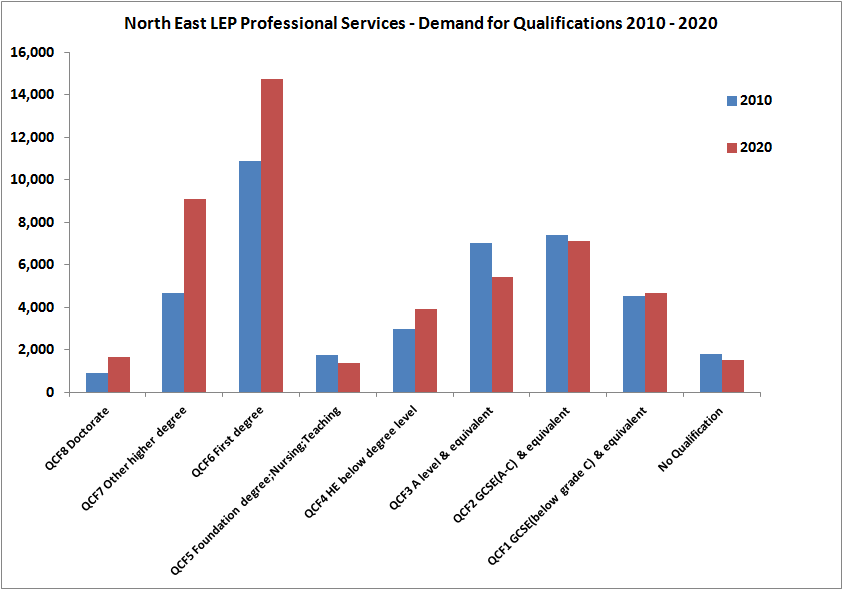 North East LEP Professional Services - Demand for Qualifications 2010 - 2020
16,000
14,000
12,000
10,000
8,000
6,000
4,000
2,000
0
2010
2020
QCF8 Doctorate
QCF7 Other higher degree
QCF6 First degree
QCF5 Foundation degree;Nursing;Teaching
QCF4 HE below degree level
QCF3 A level & equivalent
QCF2 GCSE(A-C) & equivalent
QCF1 GCSE(below grade C) & equivalent
No Qualification